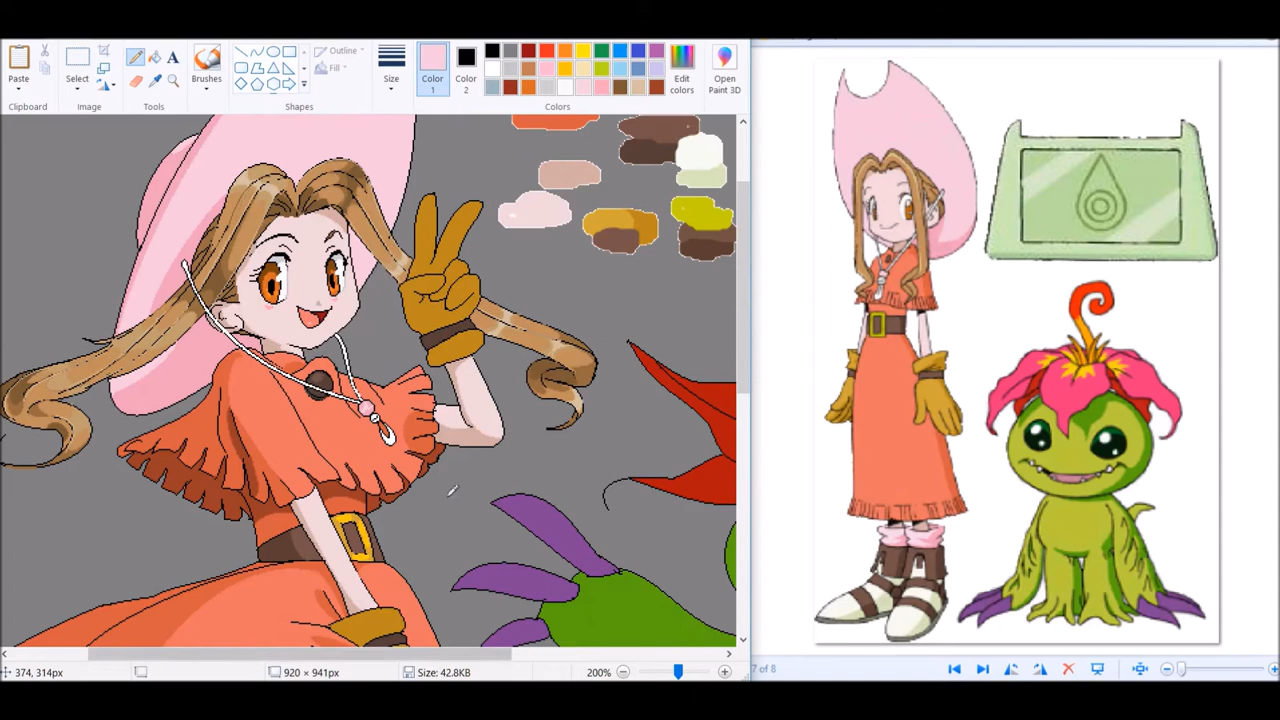 Paste
Select
Brushes
Size
Outline
Fill
Color 1
Color 2
Edit colors
Open Paint 3D
Clipboard
Image
Tools
Shapes
Colors
374, 314px
920 × 941px
Size: 42.8KB
200%
7 of 8